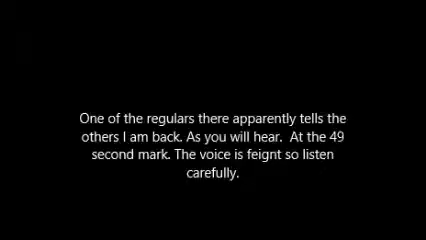 One of the regulars there apparently tells the
others I am back. As you will hear.  At the 49
second mark. The voice is feignt so listen
carefully.